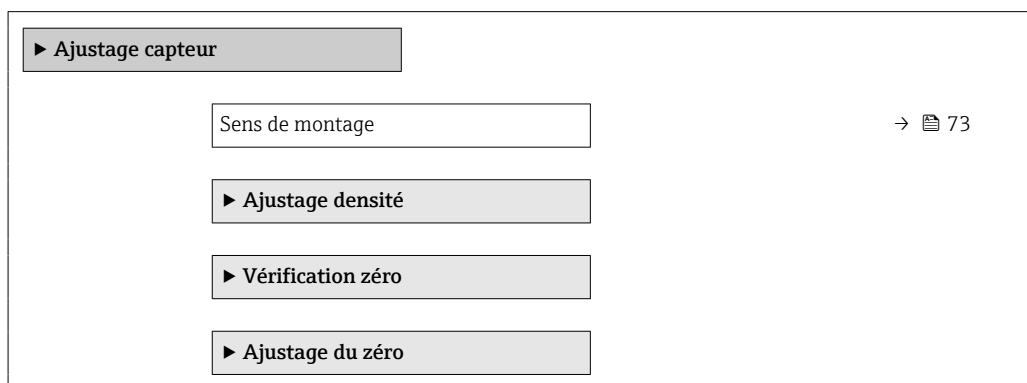 ▶ Ajustage capteur
Sens de montage → 73
▶ Ajustage densité
▶ Vérification zéro
▶ Ajustage du zéro